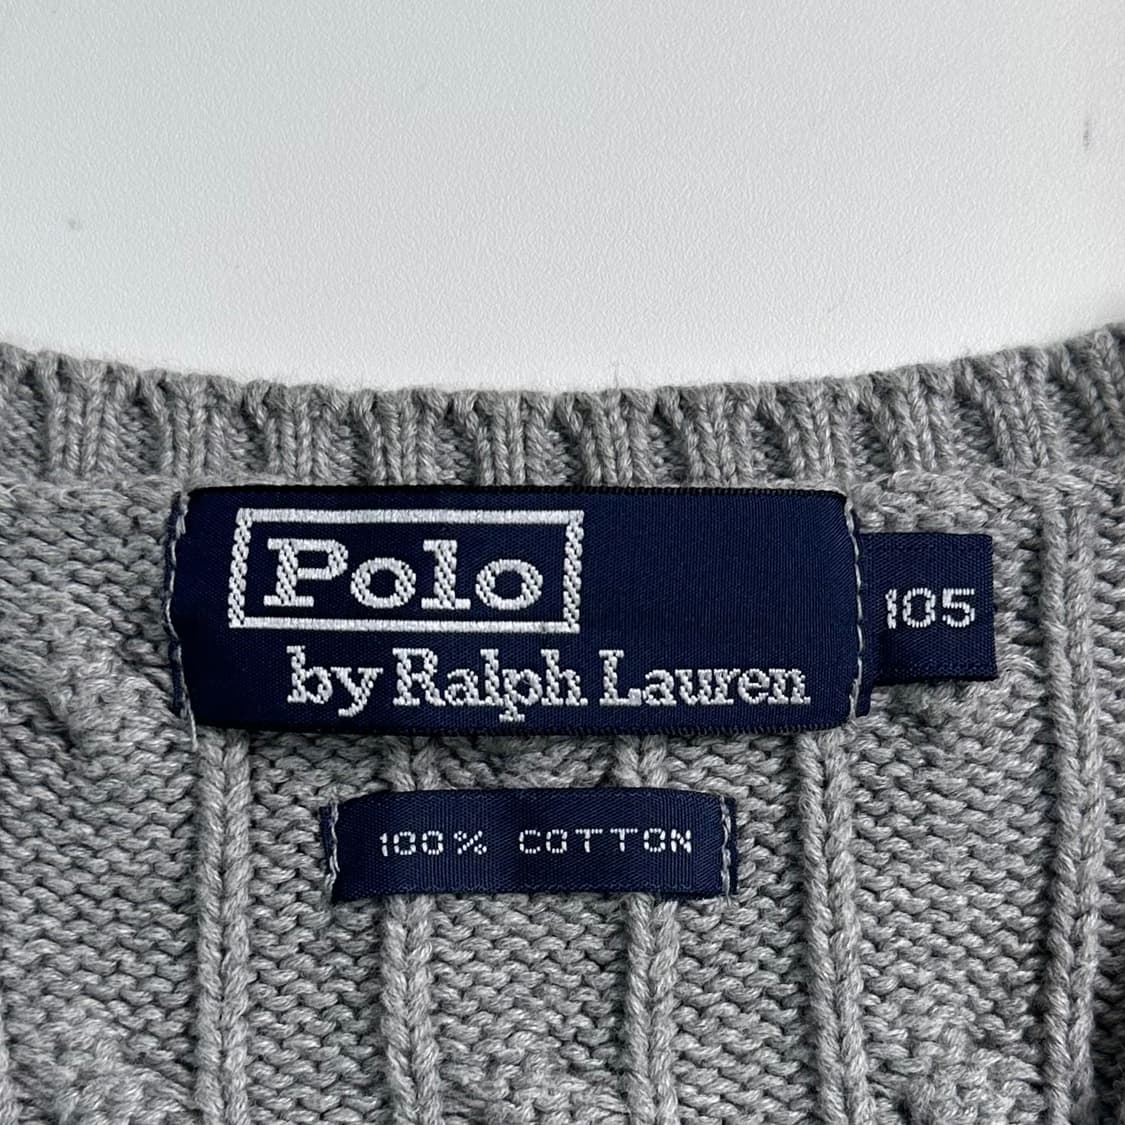 Polo
by Ralph Lauren
105
100% COTTON